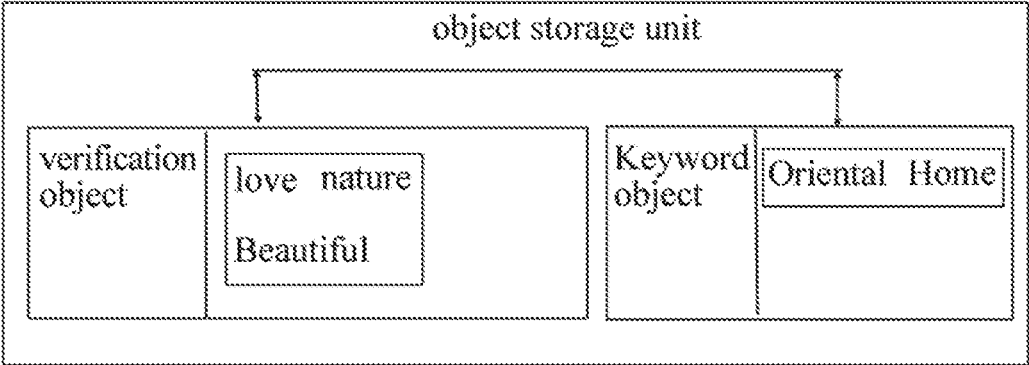 object storage unit
verification
object
love nature
Beautiful
Keyword
object
Oriental Home